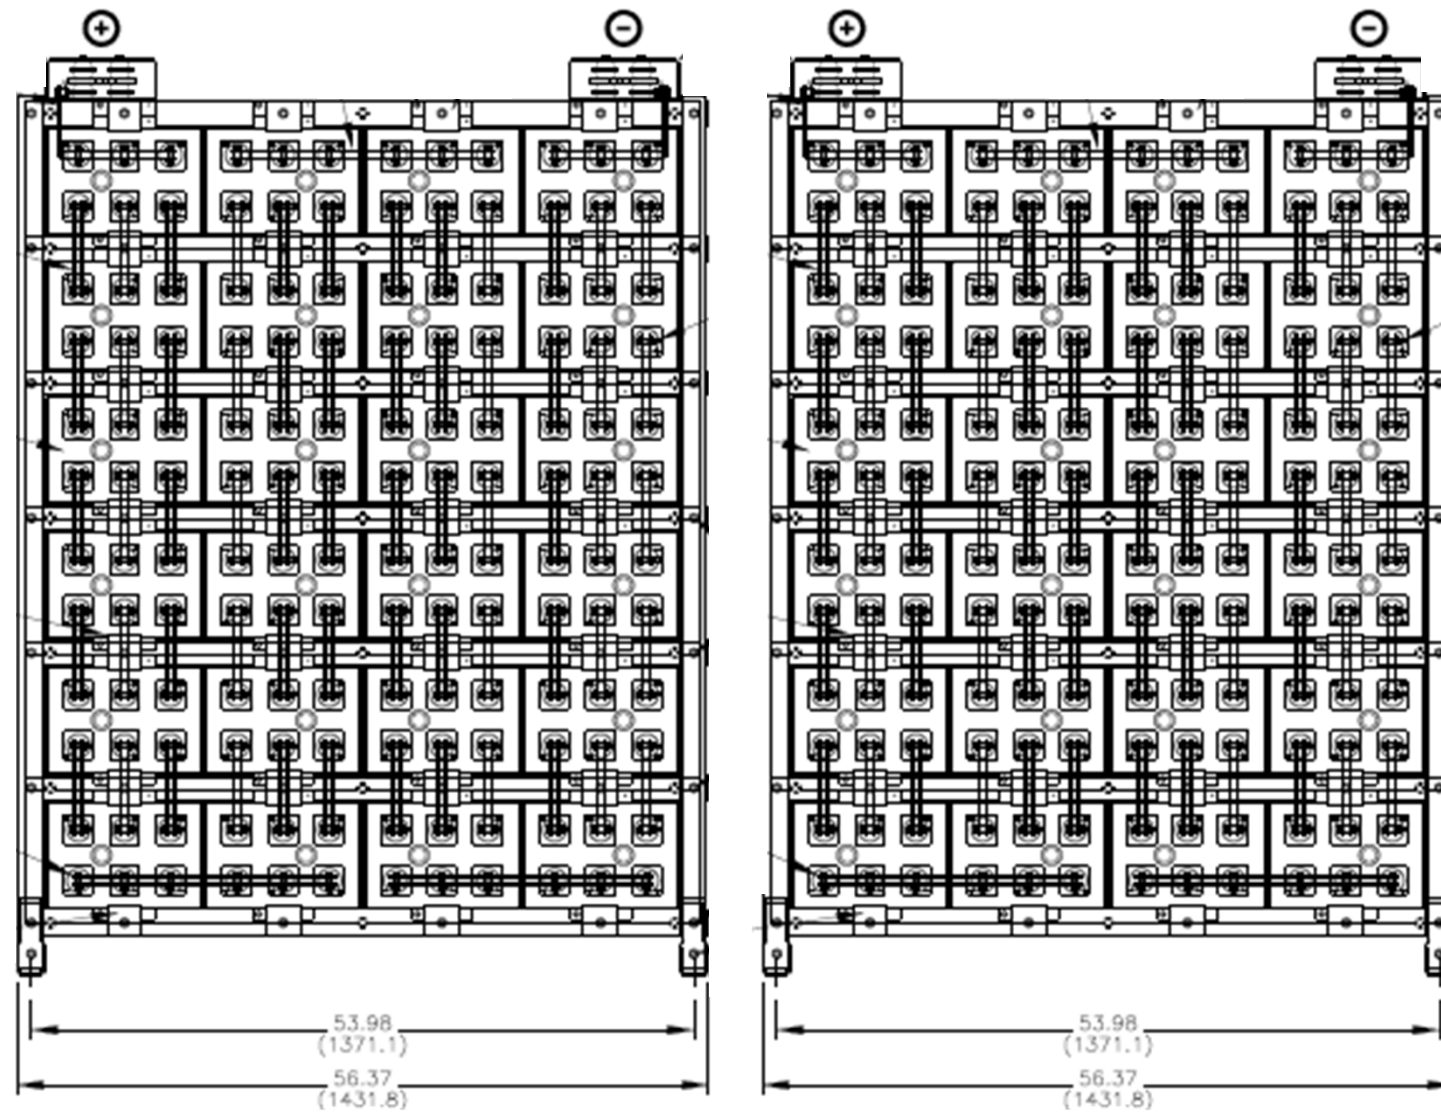 + − + −
53.98 53.98
(1371.1) (1371.1)
56.37 56.37
(1431.8) (1431.8)